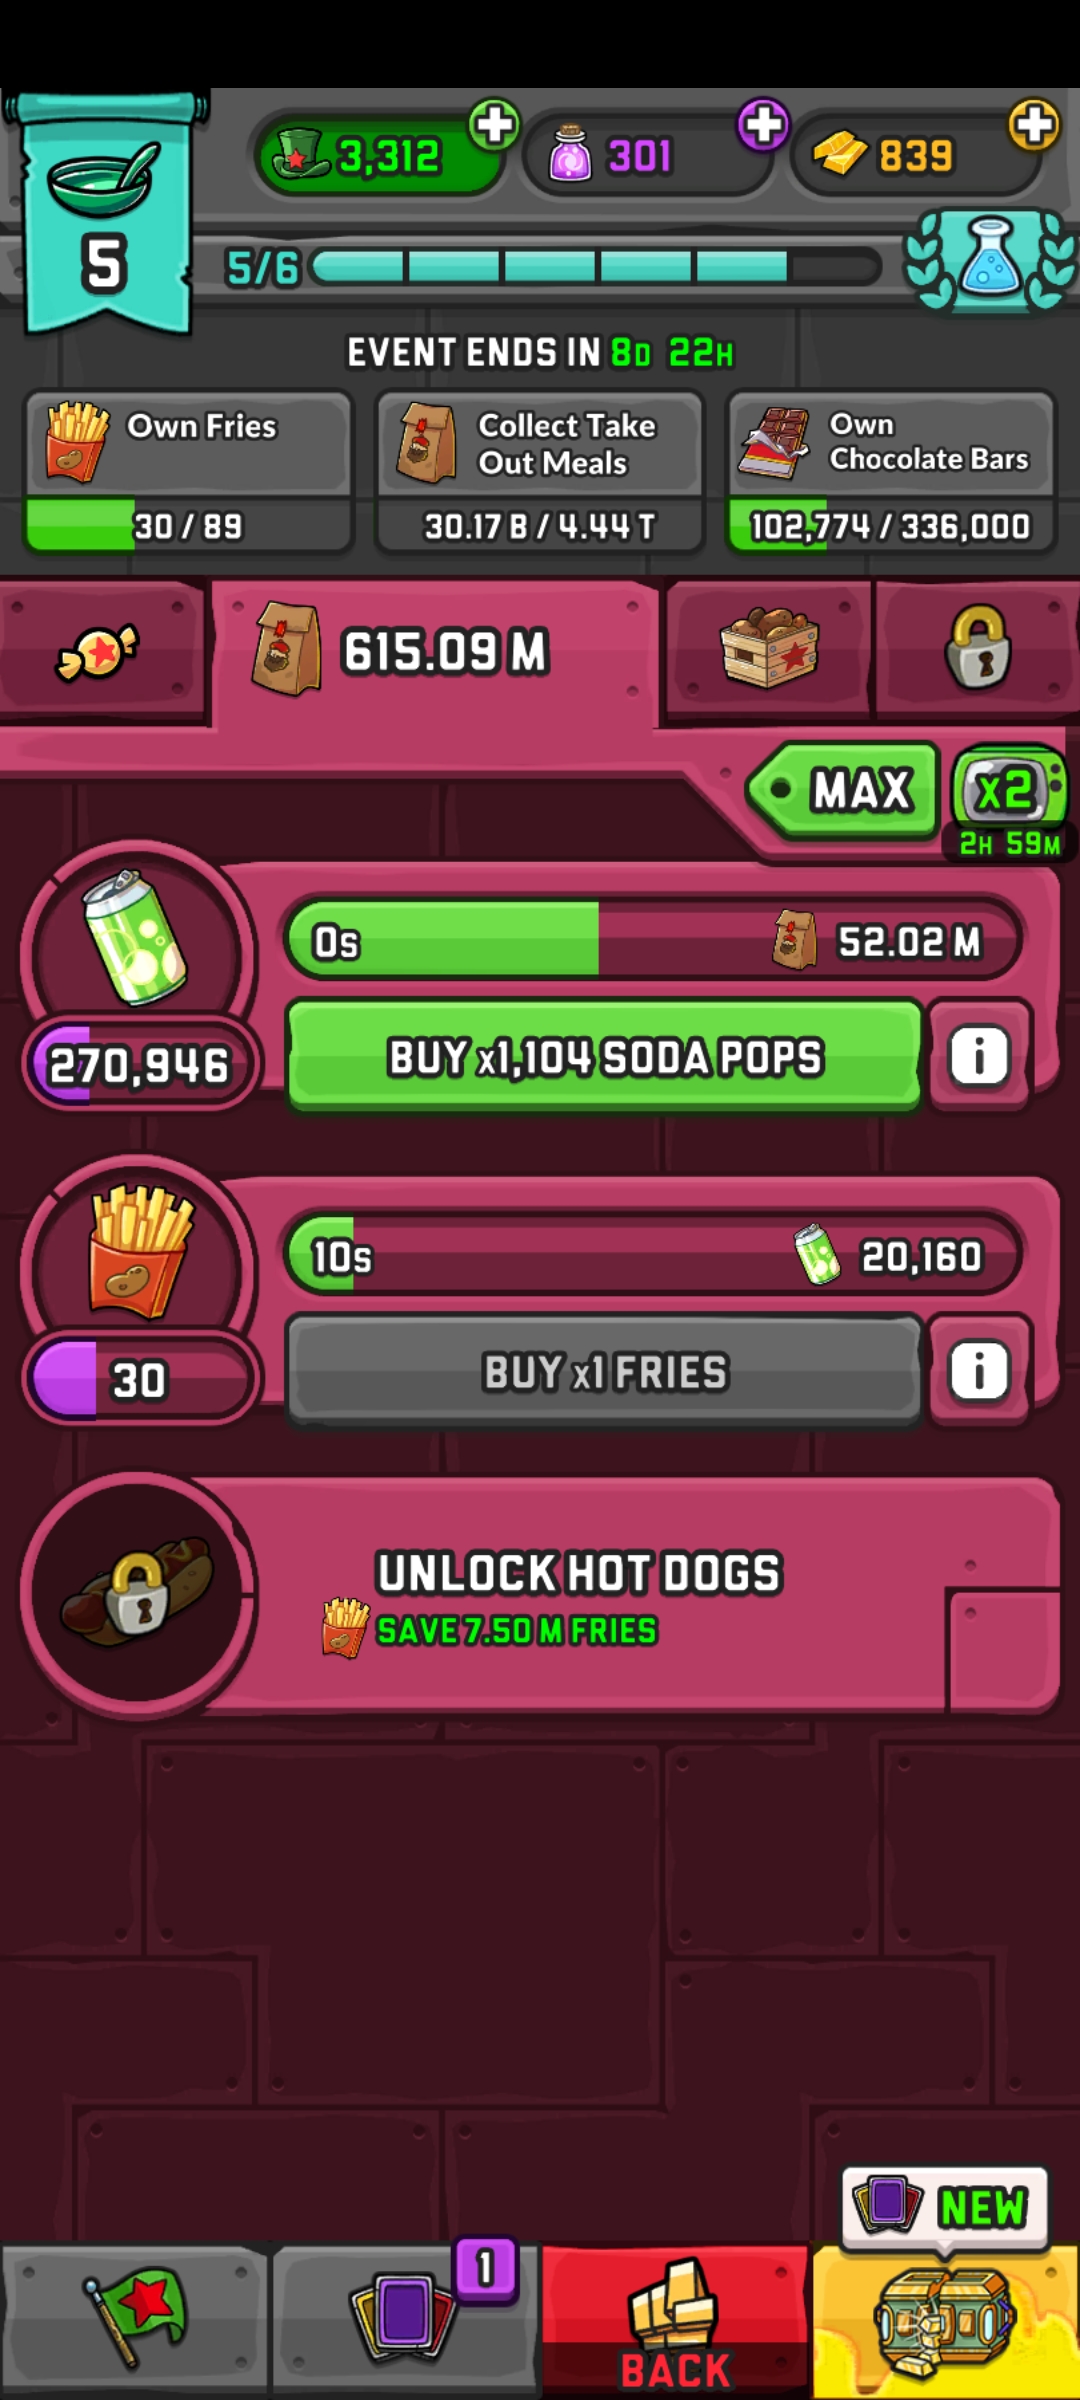 3,312
301
839
5
5/6
EVENT ENDS IN 8D 22H
Own Fries
30 / 89
Collect Take
Out Meals
30.17 B / 4.44 T
Own
Chocolate Bars
102,774 / 336,000
615.09 M
MAX
x2
2H 59M
0s
52.02 M
270,946
BUY x1,104 SODA POPS
i
10s
20,160
30
BUY x1 FRIES
i
UNLOCK HOT DOGS
SAVE 7.50 M FRIES
NEW
1
BACK